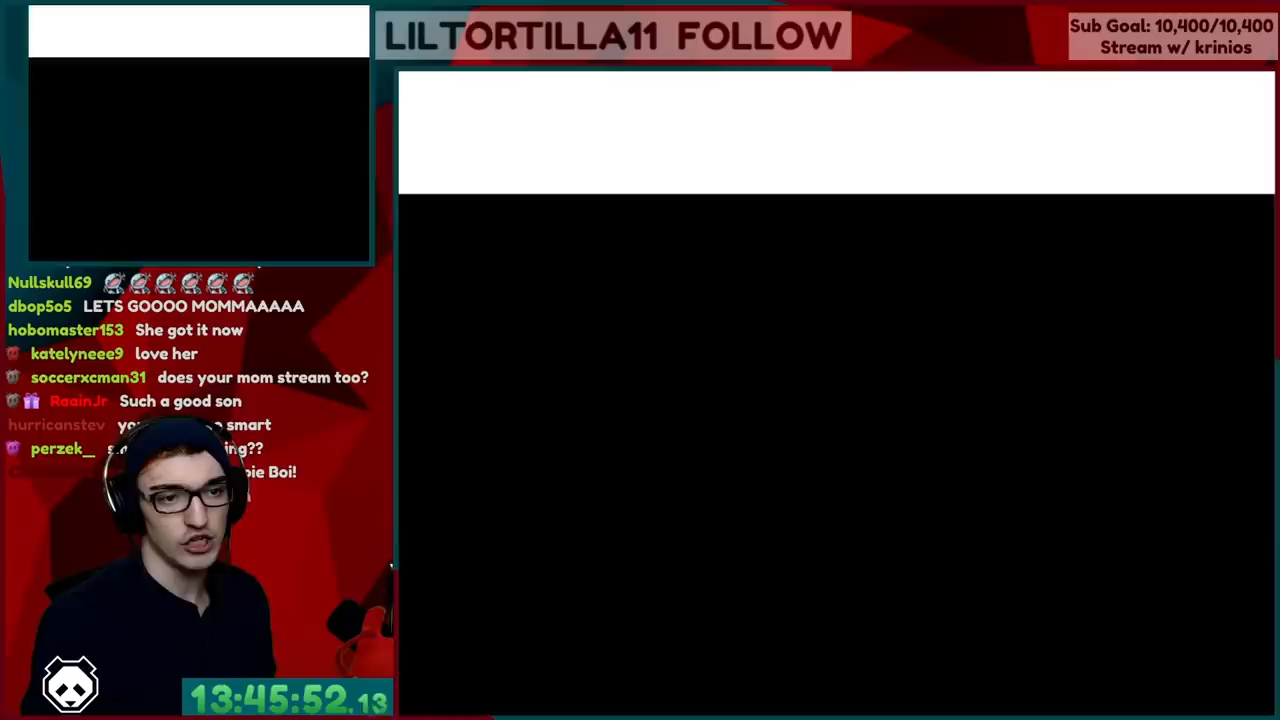 LILTORTILLA11 FOLLOW
Sub Goal: 10,400/10,400
Stream w/ krinios
Nullskull69
dbop5o5 LETS GOOOO MOMMAAAAA
hobomaster153 She got it now
katelyneee9 love her
soccerxcman31 does your mom stream too?
RaainJr Such a good son
hurricanstev smart
perzek__
Boi!
13:45:52.13